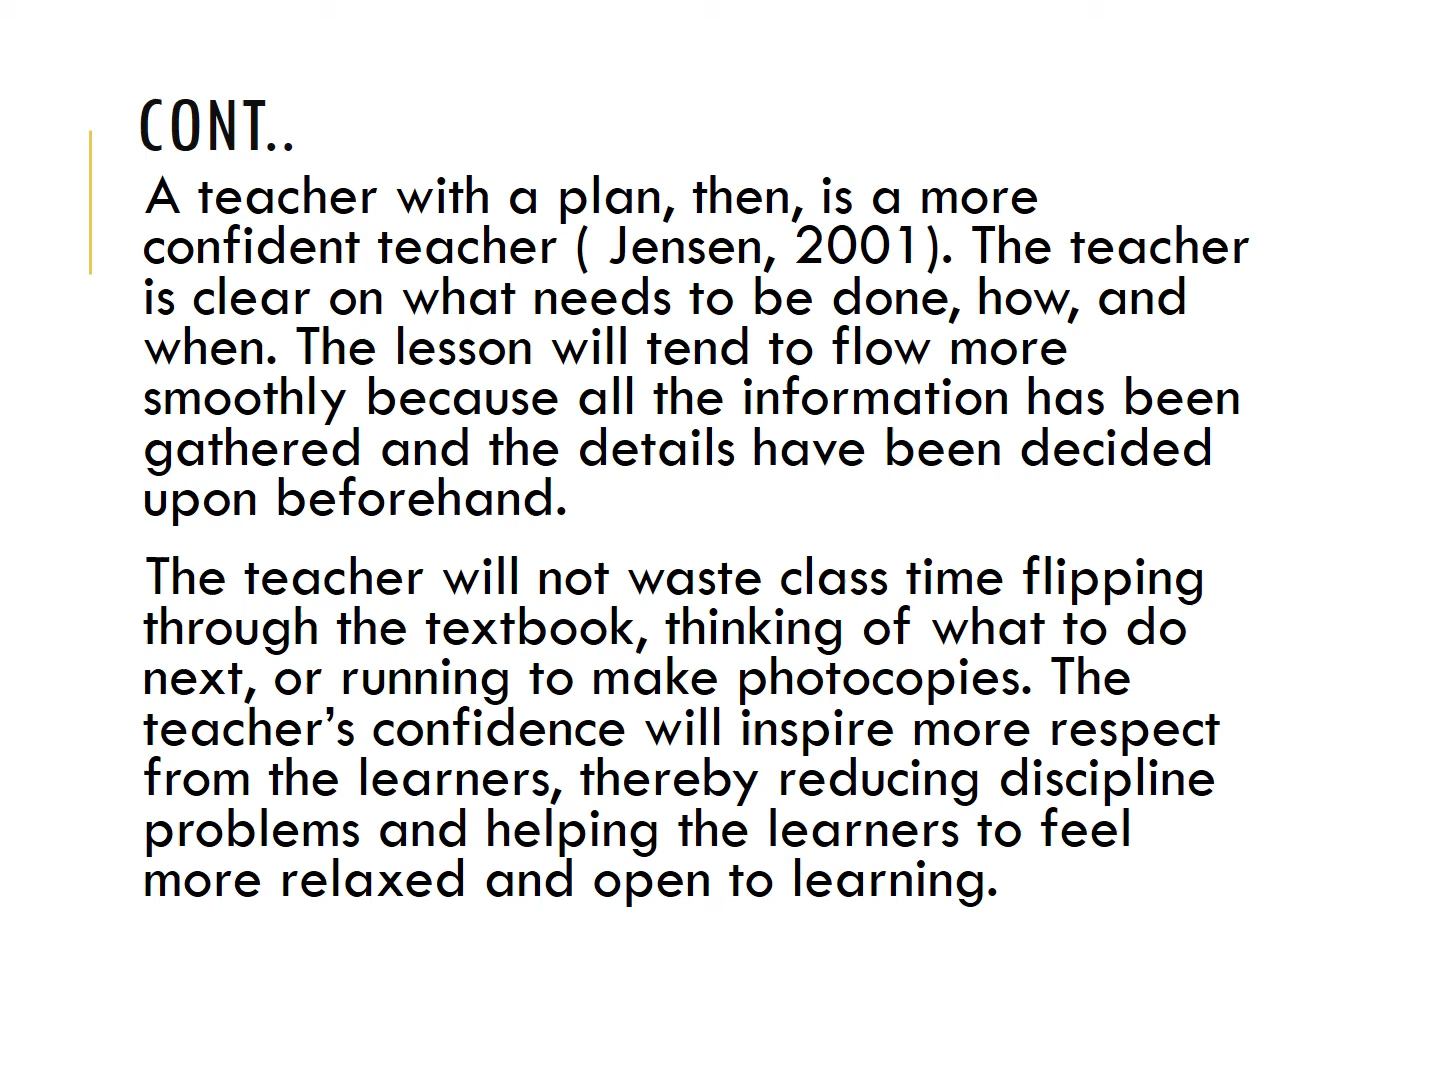 CONT..
A teacher with a plan, then, is a more
confident teacher ( Jensen, 2001). The teacher
is clear on what needs to be done, how, and
when. The lesson will tend to flow more
smoothly because all the information has been
gathered and the details have been decided
upon beforehand.
The teacher will not waste class time flipping
through the textbook, thinking of what to do
next, or running to make photocopies. The
teacher’s confidence will inspire more respect
from the learners, thereby reducing discipline
problems and helping the learners to feel
more relaxed and open to learning.